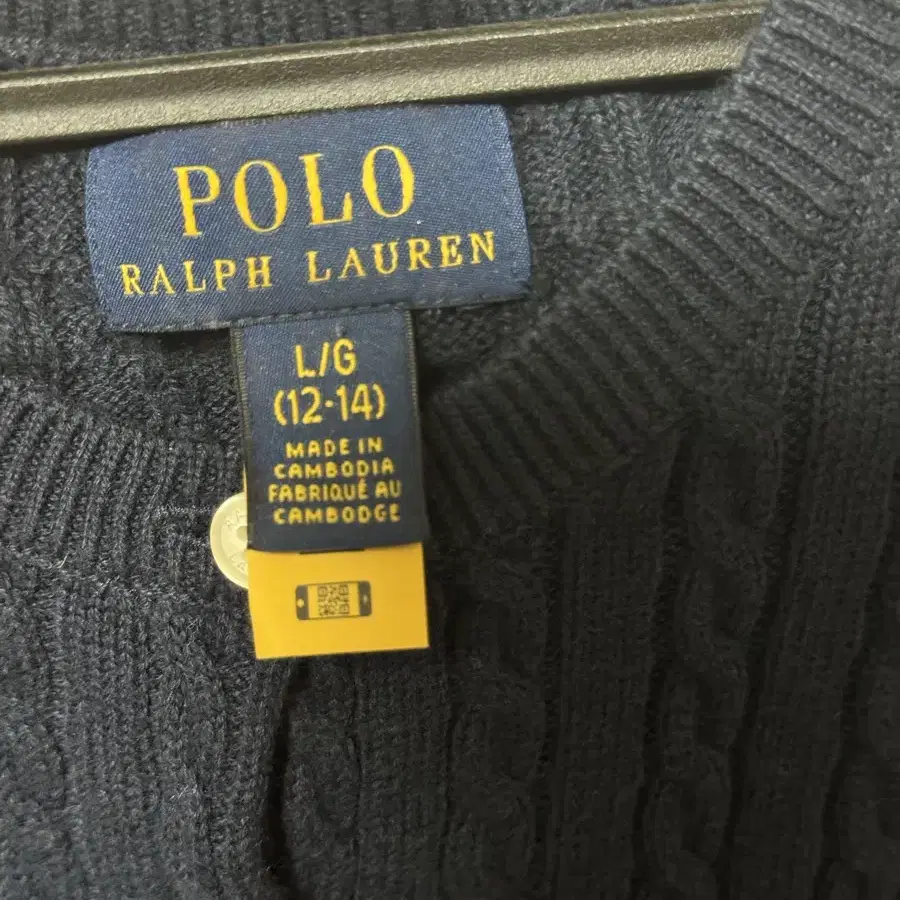 POLO
RALPH LAUREN
L/G
(12-14)
MADE IN
CAMBODIA
FABRIQUÉ AU
CAMBODGE